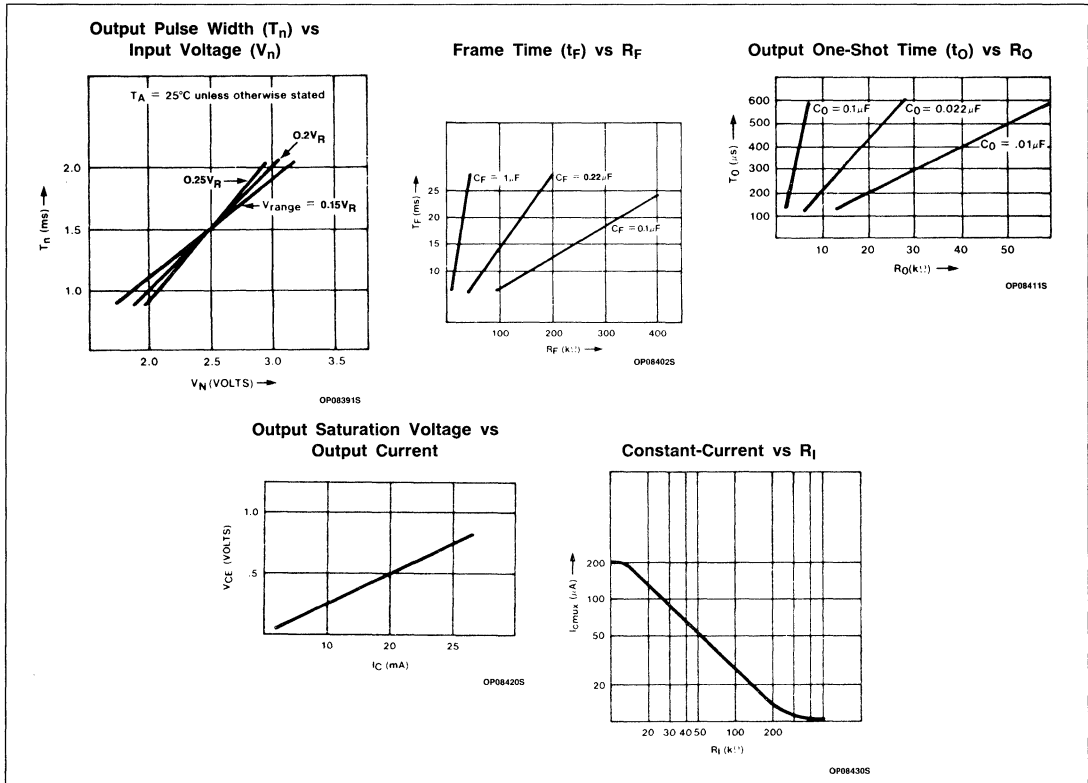 Output Pulse Width (Tn) vs
Input Voltage (Vn)
TA = 25°C unless otherwise stated
0.2VR
0.25VR
Vrange = 0.15VR
Tn (ms)
2.0
1.5
1.0
2.0 2.5 3.0 3.5
VN (VOLTS)
OP08391S
Frame Time (tF) vs RF
CF = 1µF
CF = 0.22µF
CF = 0.1µF
TF (ms)
25
20
15
10
100 200 300 400
RF (kΩ)
OP08402S
Output One-Shot Time (tO) vs RO
CO = 0.1µF
CO = 0.022µF
CO = .01µF
TO (µs)
600
500
400
300
200
100
10 20 30 40 50
RO(kΩ)
OP08411S
Output Saturation Voltage vs
Output Current
VCE (VOLTS)
1.0
.5
10 20 25
IC (mA)
OP08420S
Constant-Current vs RI
Icmux (µA)
200
100
50
20
20 30 40 50 100 200
RI (kΩ)
OP08430S